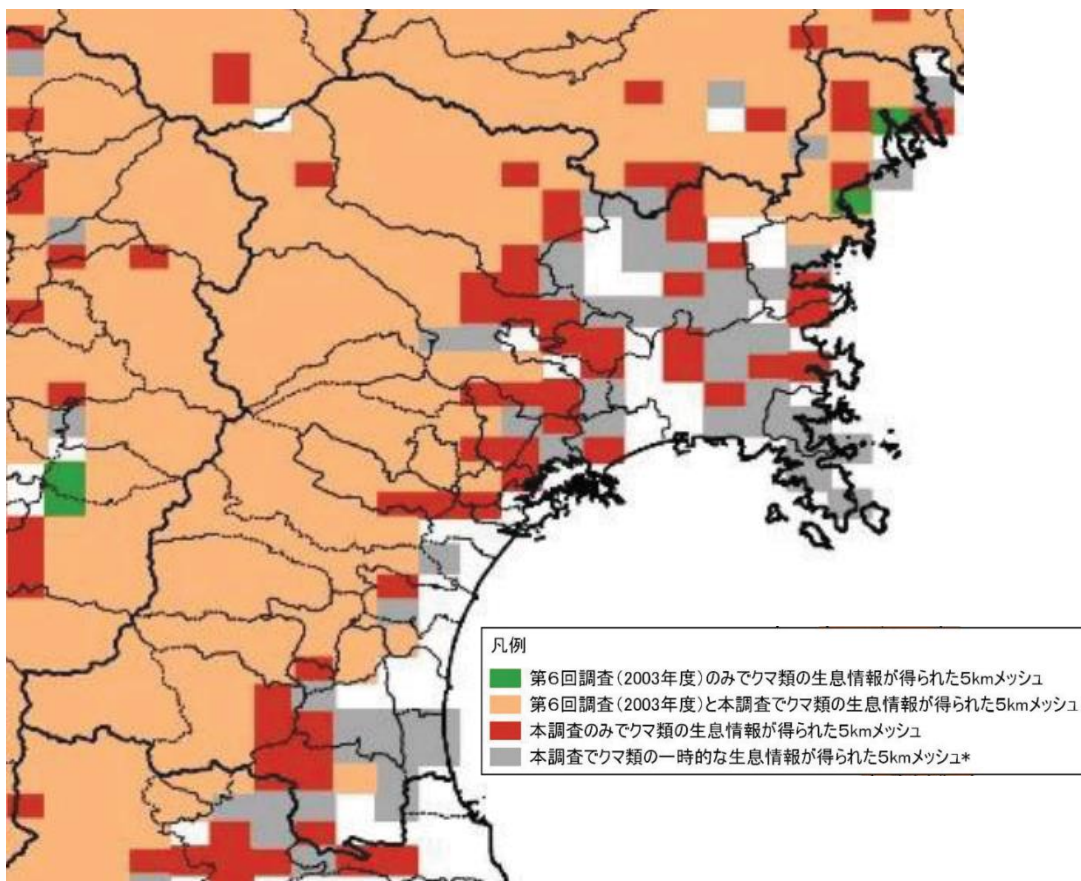 凡例
第6回調査(2003年度)のみでクマ類の生息情報が得られた5kmメッシュ
第6回調査(2003年度)と本調査でクマ類の生息情報が得られた5kmメッシュ
本調査のみでクマ類の生息情報が得られた5kmメッシュ
本調査でクマ類の一時的な生息情報が得られた5kmメッシュ*